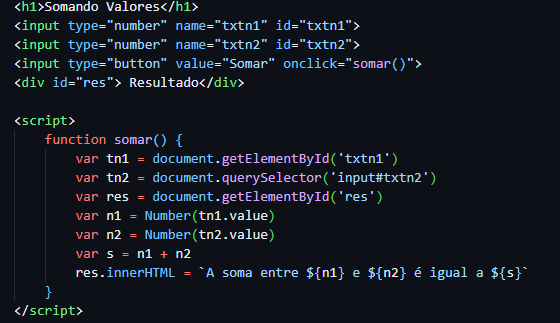 <h1>Somando Valores</h1>
<input type="number" name="txtn1" id="txtn1">
<input type="number" name="txtn2" id="txtn2">
<input type="button" value="Somar" onclick="somar()">
<div id="res"> Resultado</div>
<script>
function somar() {
var tn1 = document.getElementById('txtn1')
var tn2 = document.querySelector('input#txtn2')
var res = document.getElementById('res')
var n1 = Number(tn1.value)
var n2 = Number(tn2.value)
var s = n1 + n2
res.innerHTML = `A soma entre ${n1} e ${n2} é igual a ${s}`
}
</script>